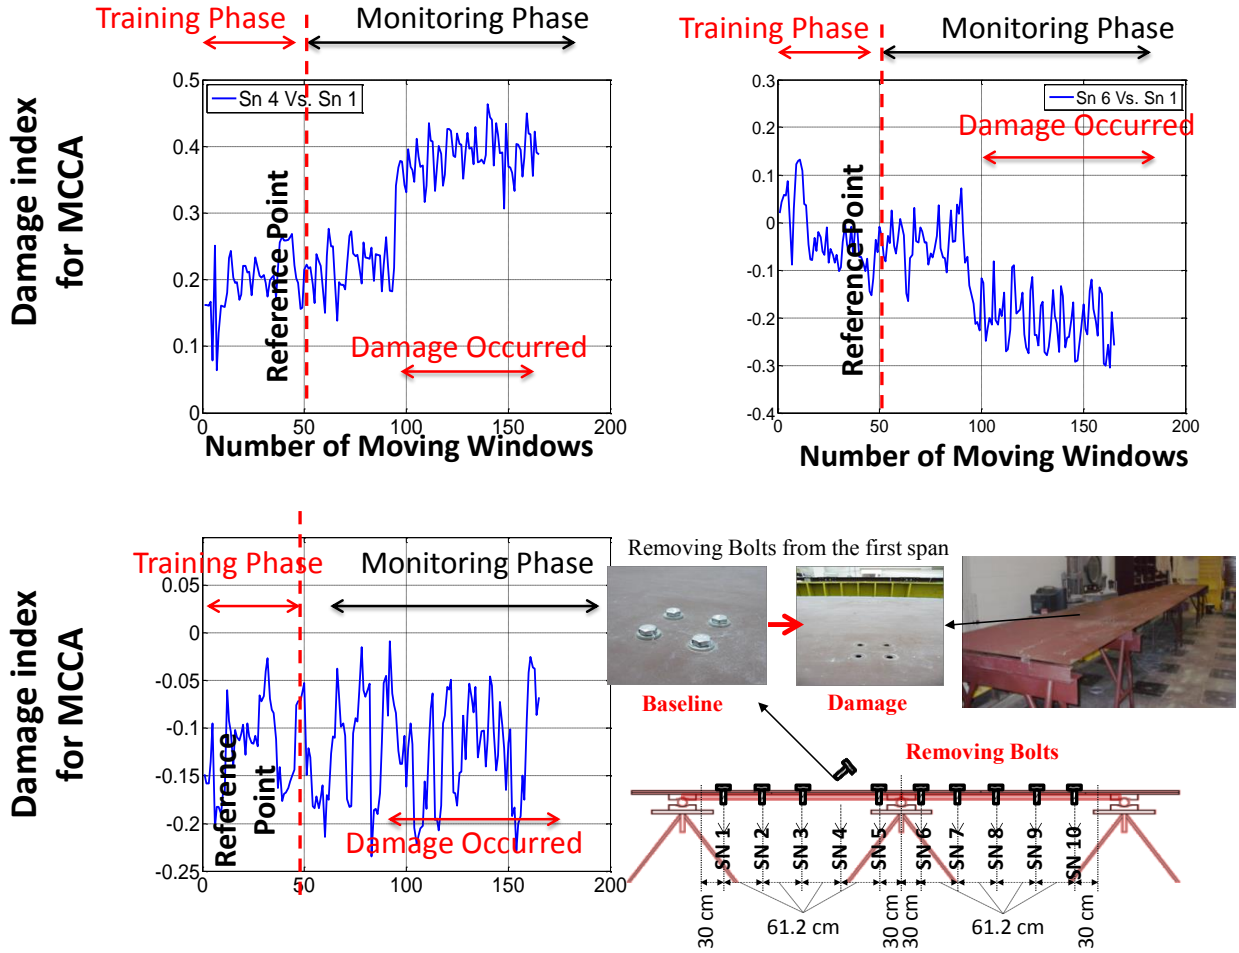 Training Phase
Monitoring Phase
Damage index
for MCCA
0.5
0.4
0.3
0.2
0.1
0
Sn 4 Vs. Sn 1
Reference Point
Damage Occurred
0
50
100
150
200
Number of Moving Windows
Training Phase
Monitoring Phase
0.3
0.2
0.1
0
-0.1
-0.2
-0.3
-0.4
Sn 6 Vs. Sn 1
Damage Occurred
Reference Point
0
50
100
150
200
Number of Moving Windows
Damage index
for MCCA
Training Phase
Monitoring Phase
0.05
0
-0.05
-0.1
-0.15
-0.2
-0.25
Reference
Point
Damage Occurred
0
50
100
150
200
Removing Bolts from the first span
Baseline
Damage
Removing Bolts
SN 1
SN 2
SN 3
SN 4
SN 5
SN 6
SN 7
SN 8
SN 9
SN 10
30 cm
61.2 cm
30 cm
30 cm
61.2 cm
30 cm